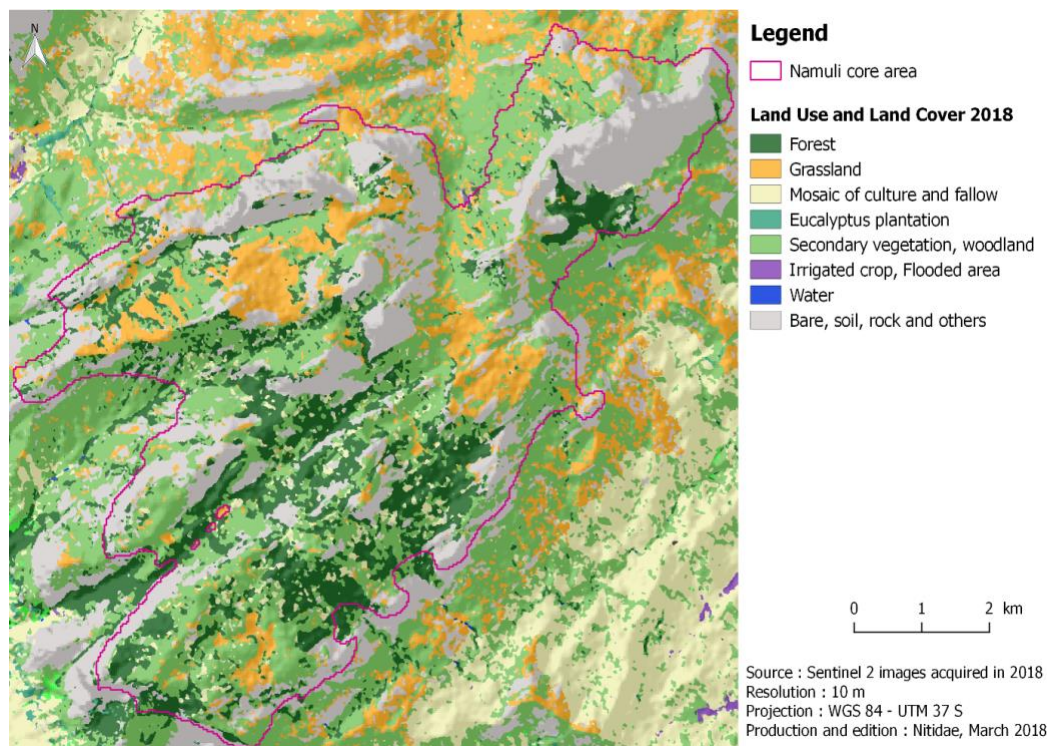 N
Legend
Namuli core area
Land Use and Land Cover 2018
Forest
Grassland
Mosaic of culture and fallow
Eucalyptus plantation
Secondary vegetation, woodland
Irrigated crop, Flooded area
Water
Bare, soil, rock and others
0 1 2 km
Source : Sentinel 2 images acquired in 2018
Resolution : 10 m
Projection : WGS 84 - UTM 37 S
Production and edition : Nitidae, March 2018